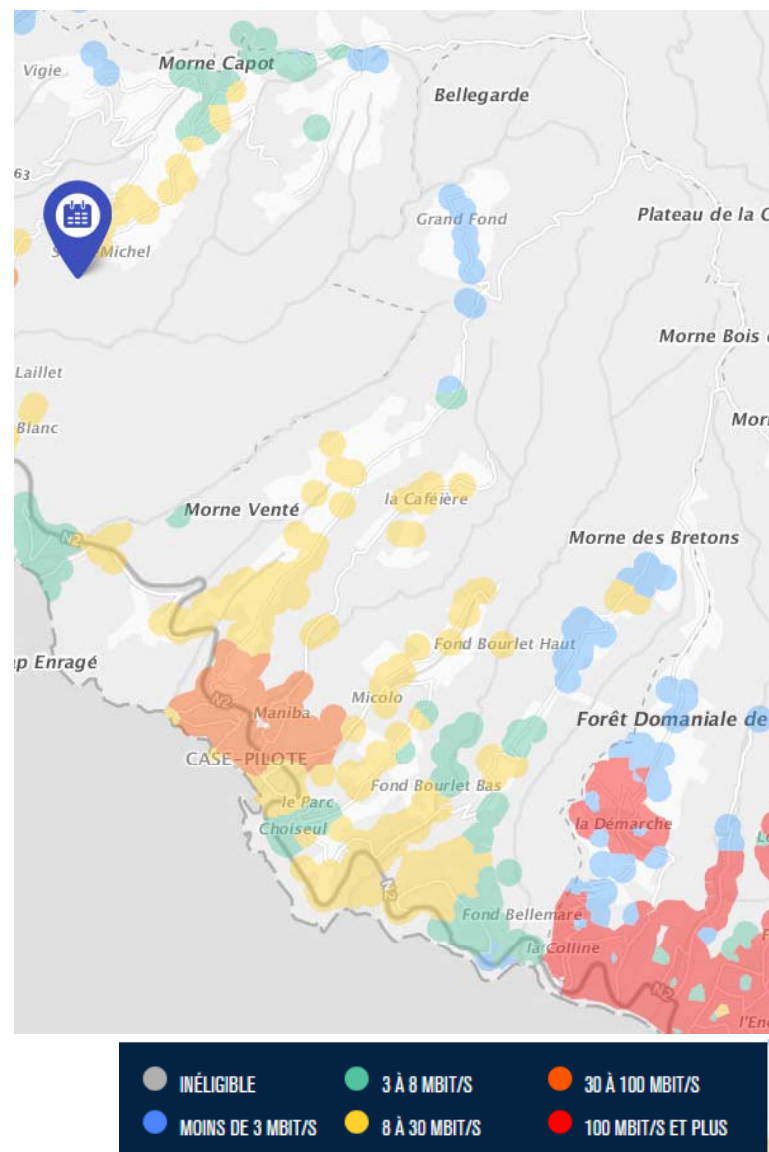 Vigie
Morne Capot
Bellegarde
63
Grand Fond
Plateau de la C
Michel
Morne Bois
Laillet
Blanc
Morn
Morne Venté
la Caféière
N2
Morne des Bretons
Fond Bourlet Haut
ap Enragé
Micolo
N2
Maniba
Forêt Domaniale de
CASE-PILOTE
Fond Bourlet Bas
le Parc
Choiseul
la Démarche
N2
Fond Bellemare
la Colline
N2
l'En
INÉLIGIBLE
3 À 8 MBIT/S
30 À 100 MBIT/S
MOINS DE 3 MBIT/S
8 À 30 MBIT/S
100 MBIT/S ET PLUS